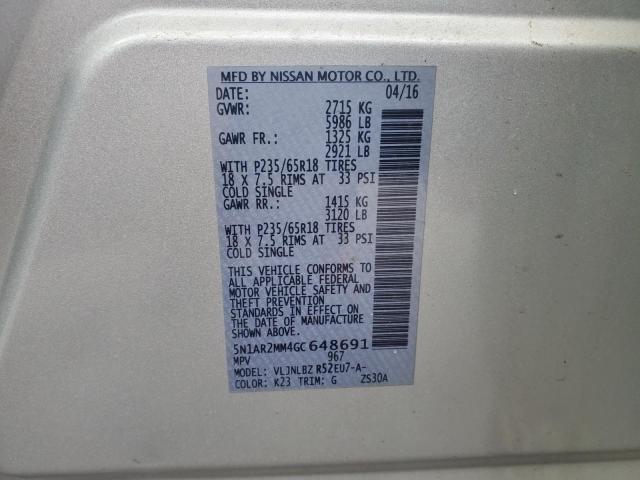 MFD BY NISSAN MOTOR CO., LTD.
DATE: 04/16
GVWR: 2715 KG
5986 LB
GAWR FR.: 1325 KG
2921 LB
WITH P235/65R18 TIRES
18 X 7.5 RIMS AT 33 PSI
COLD SINGLE
GAWR RR.: 1415 KG
3120 LB
WITH P235/65R18 TIRES
18 X 7.5 RIMS AT 33 PSI
COLD SINGLE
THIS VEHICLE CONFORMS TO
ALL APPLICABLE FEDERAL
MOTOR VEHICLE SAFETY AND
THEFT PREVENTION
STANDARDS IN EFFECT ON
THE DATE OF MANUFACTURE
SHOWN ABOVE.
5N1AR2MM4GC648691
MPV 967
MODEL: VLJNLBZ R52EU7-A-
COLOR: K23 TRIM: G ZS30A